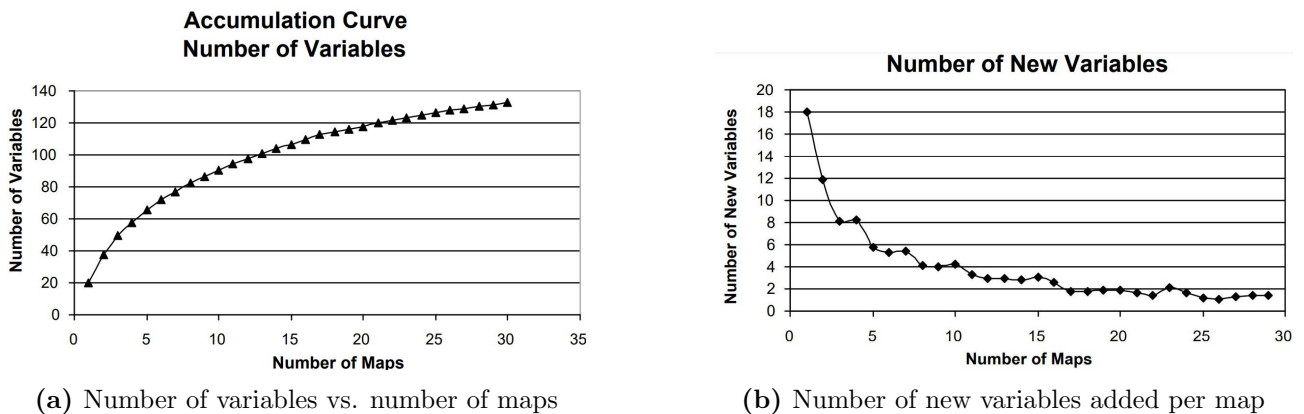 Accumulation Curve
Number of Variables
Number of Variables
140
120
100
80
60
40
20
0
0 5 10 15 20 25 30 35
Number of Maps
(a) Number of variables vs. number of maps
Number of New Variables
Number of New Variables
20
18
16
14
12
10
8
6
4
2
0
0 5 10 15 20 25 30
Number of Maps
(b) Number of new variables added per map